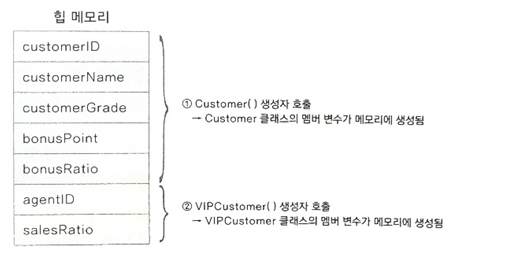 힙 메모리
customerID
customerName
customerGrade
bonusPoint
bonusRatio
agentID
salesRatio
① Customer( ) 생성자 호출
→ Customer 클래스의 멤버 변수가 메모리에 생성됨
② VIPCustomer( ) 생성자 호출
→ VIPCustomer 클래스의 멤버 변수가 메모리에 생성됨